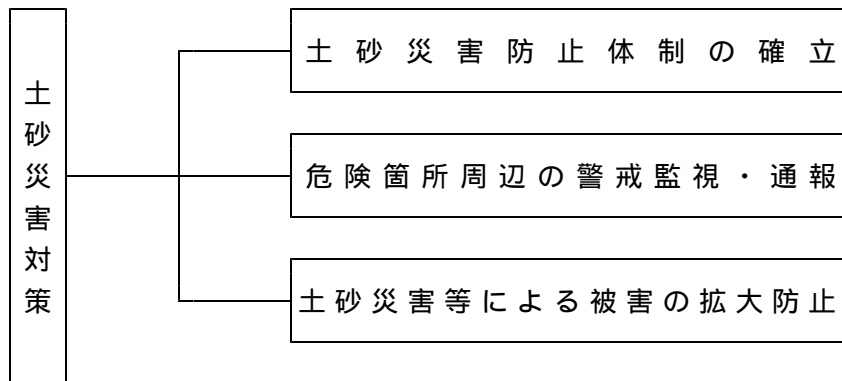 土砂災害対策
土砂災害防止体制の確立
危険箇所周辺の警戒監視・通報
土砂災害等による被害の拡大防止